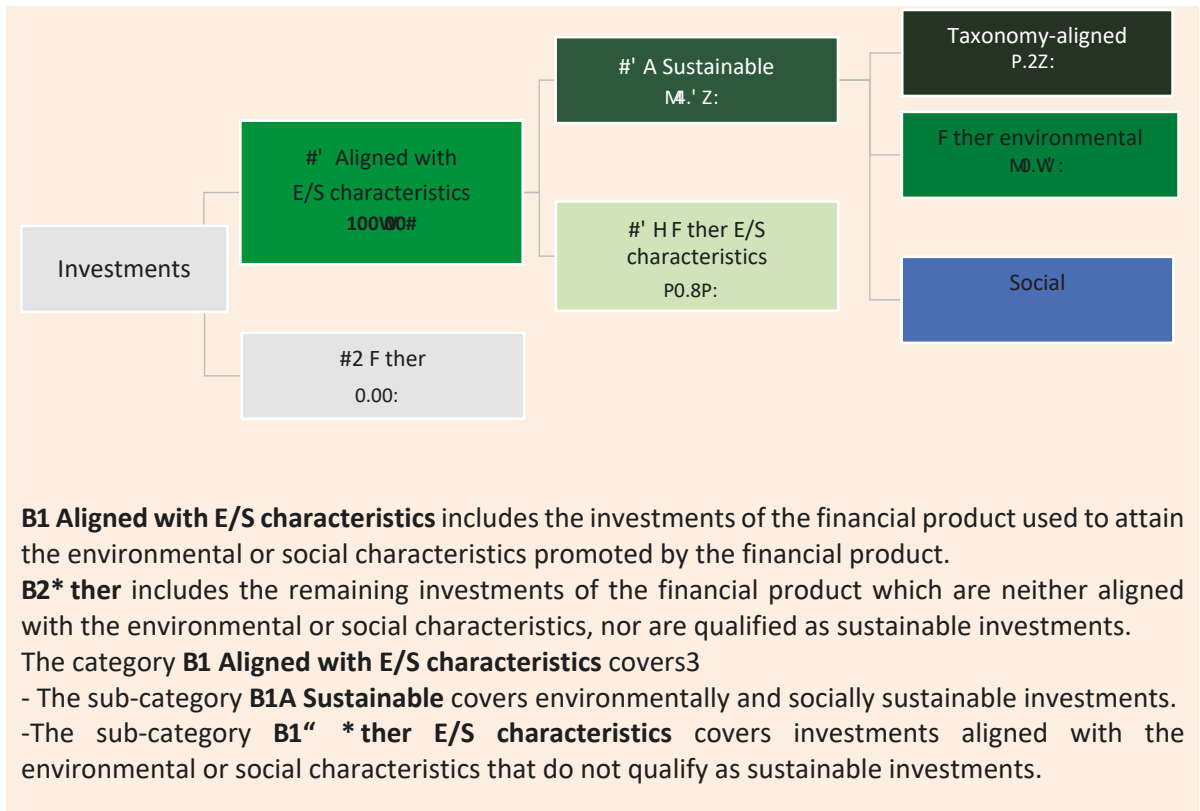 Investments
#' Aligned with
E/S characteristics
#2 F ther
0.00:
#' A Sustainable
#' H F ther E/S
characteristics
P0.8P:
Taxonomy-aligned
P.2Z:
F ther environmental
Social
B1 Aligned with E/S characteristics includes the investments of the financial product used to attain
the environmental or social characteristics promoted by the financial product.
B2* ther includes the remaining investments of the financial product which are neither aligned
with the environmental or social characteristics, nor are qualified as sustainable investments.
The category B1 Aligned with E/S characteristics covers3
- The sub-category B1A Sustainable covers environmentally and socially sustainable investments.
-The sub-category B1“ * ther E/S characteristics covers investments aligned with the
environmental or social characteristics that do not qualify as sustainable investments.